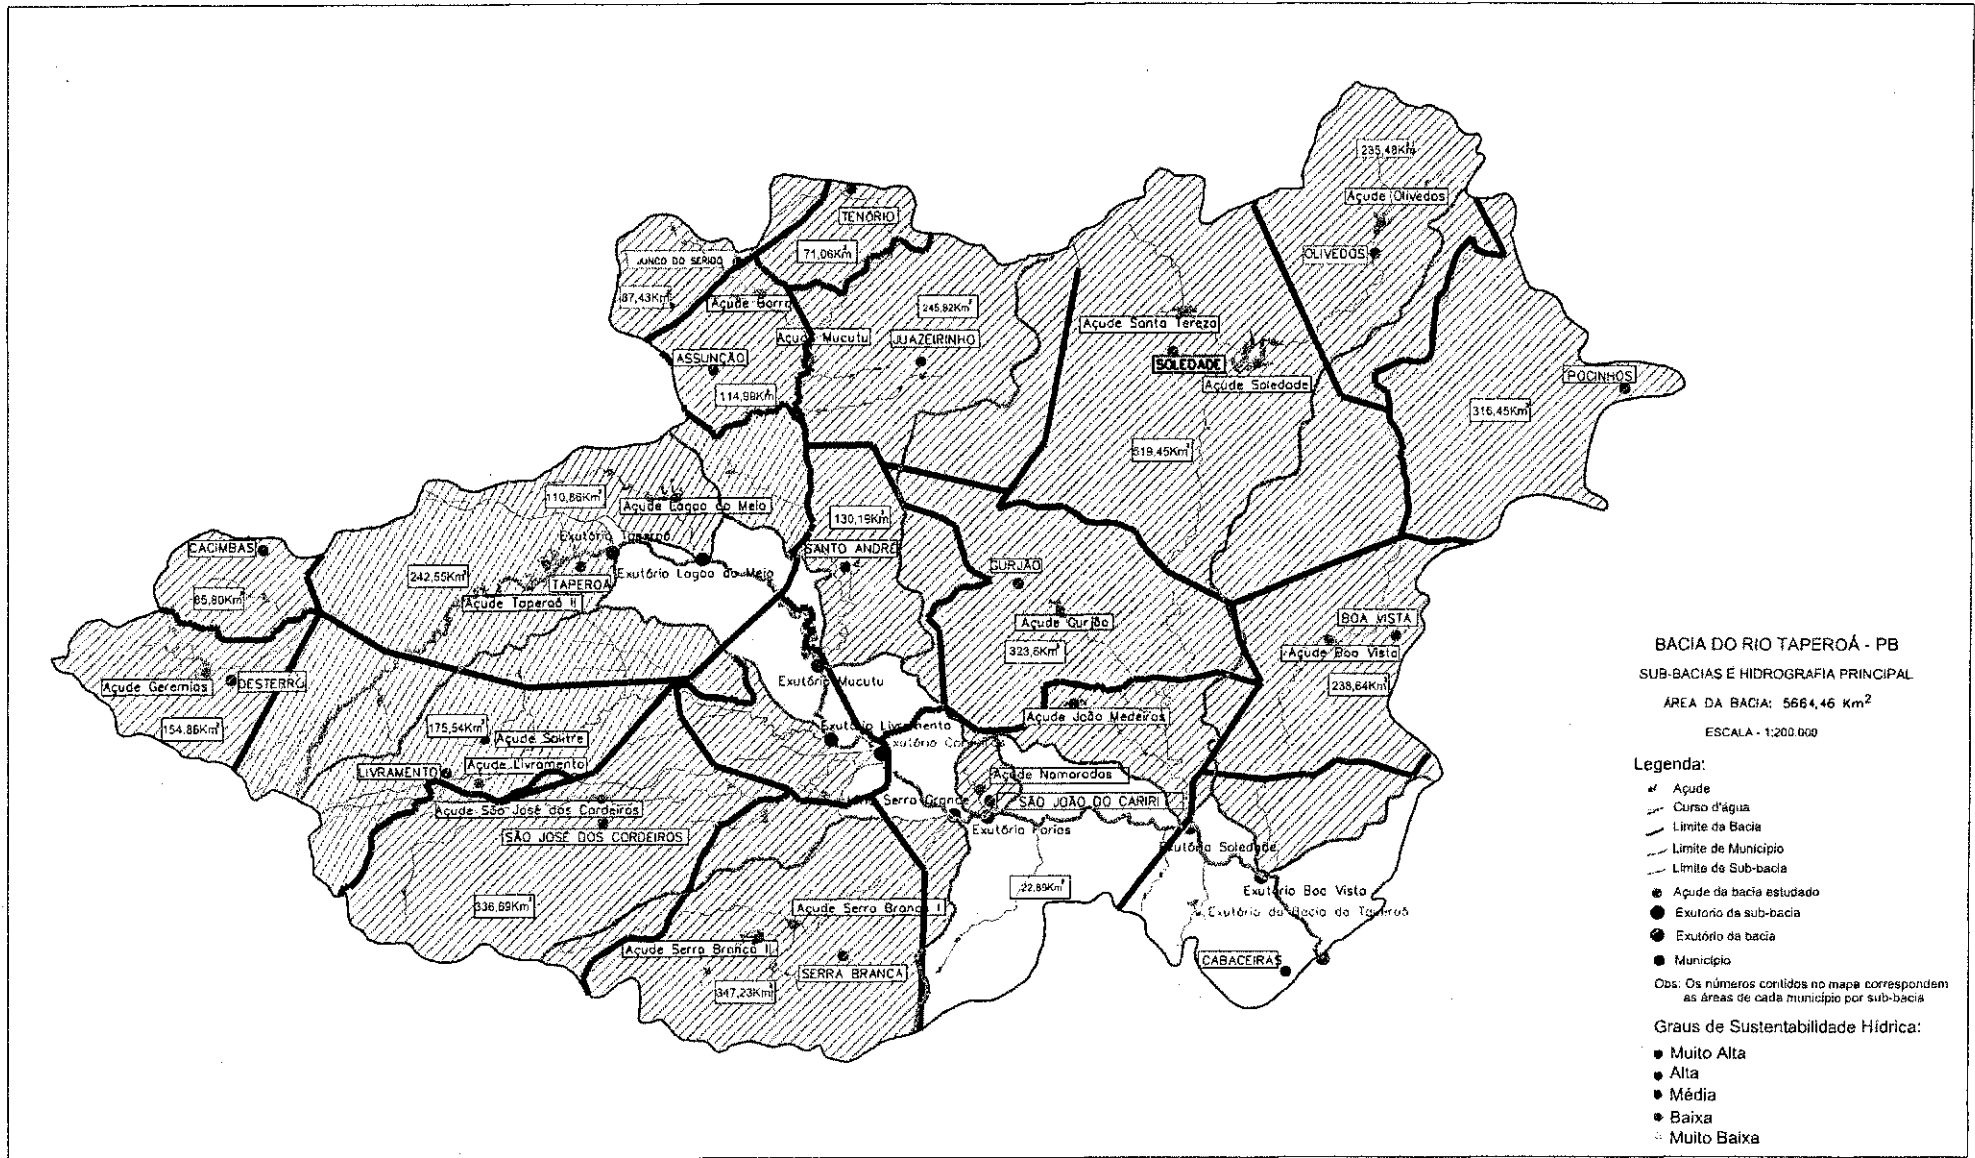 235,48Km²
Açude Olivedos
TENÓRIO
OLIVEDOS
71,06Km²
JUNCO DO SERIDÓ
87,43Km²
Açude Barra
245,82Km²
Açude Mucutu
JUAZEIRINHO
Açude Santa Tereza
ASSUNÇÃO
SOLEDADE
Açude Soledade
POCINHOS
114,98Km²
316,45Km²
519,45Km²
110,86Km²
Açude Lagoa do Meio
130,19Km²
Exutório Taperoá
CACIMBAS
SANTO ANDRÉ
242,55Km²
TAPEROÁ
Exutório Lagoa do Meio
GURJÃO
65,80Km²
Açude Taperoá II
Açude Gurjão
BOA VISTA
323,6Km²
Açude Boa Vista
Açude Geremias
DESTERRO
Exutório Mucutu
238,64Km²
154,86Km²
175,54Km²
Açude Salitre
Açude João Medeiros
Exutório Livramento
Exutório Cordeiros
Açude Livramento
LIVRAMENTO
Açude Namorados
Açude São José dos Cordeiros
Serra Grande
SÃO JOÃO DO CARIRI
SÃO JOSÉ DOS CORDEIROS
Exutório Farias
Exutório Soledade
22,89Km²
Exutório Boa Vista
336,69Km²
Açude Serra Branca I
Exutório da Bacia do Taperoá
Açude Serra Branca II
SERRA BRANCA
CABACEIRAS
347,23Km²
BACIA DO RIO TAPEROÁ - PB
SUB-BACIAS E HIDROGRAFIA PRINCIPAL
ÁREA DA BACIA: 5664,46 Km²
ESCALA - 1:200.000
Legenda:
Açude
Curso d'água
Limite da Bacia
Limite de Município
Limite de Sub-bacia
Açude da bacia estudado
Exutorio da sub-bacia
Exutório da bacia
Município
Obs: Os números contidos no mapa correspondem
as áreas de cada município por sub-bacia
Graus de Sustentabilidade Hídrica:
Muito Alta
Alta
Média
Baixa
Muito Baixa